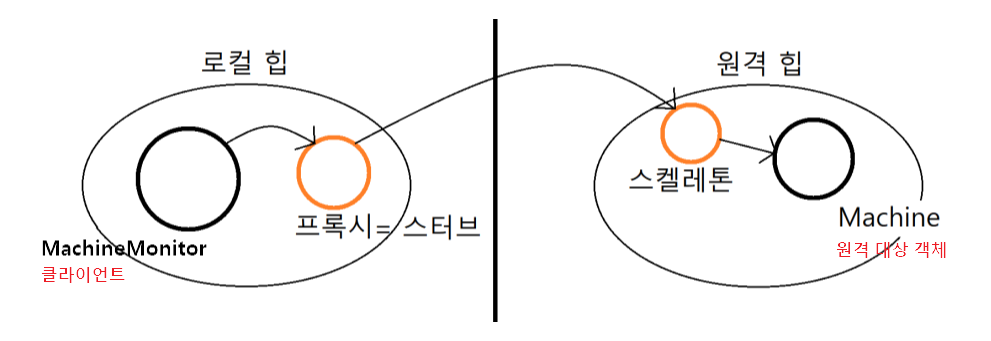 로컬 힙
원격 힙
프록시= 스터브
스켈레톤
MachineMonitor
클라이언트
Machine
원격 대상 객체